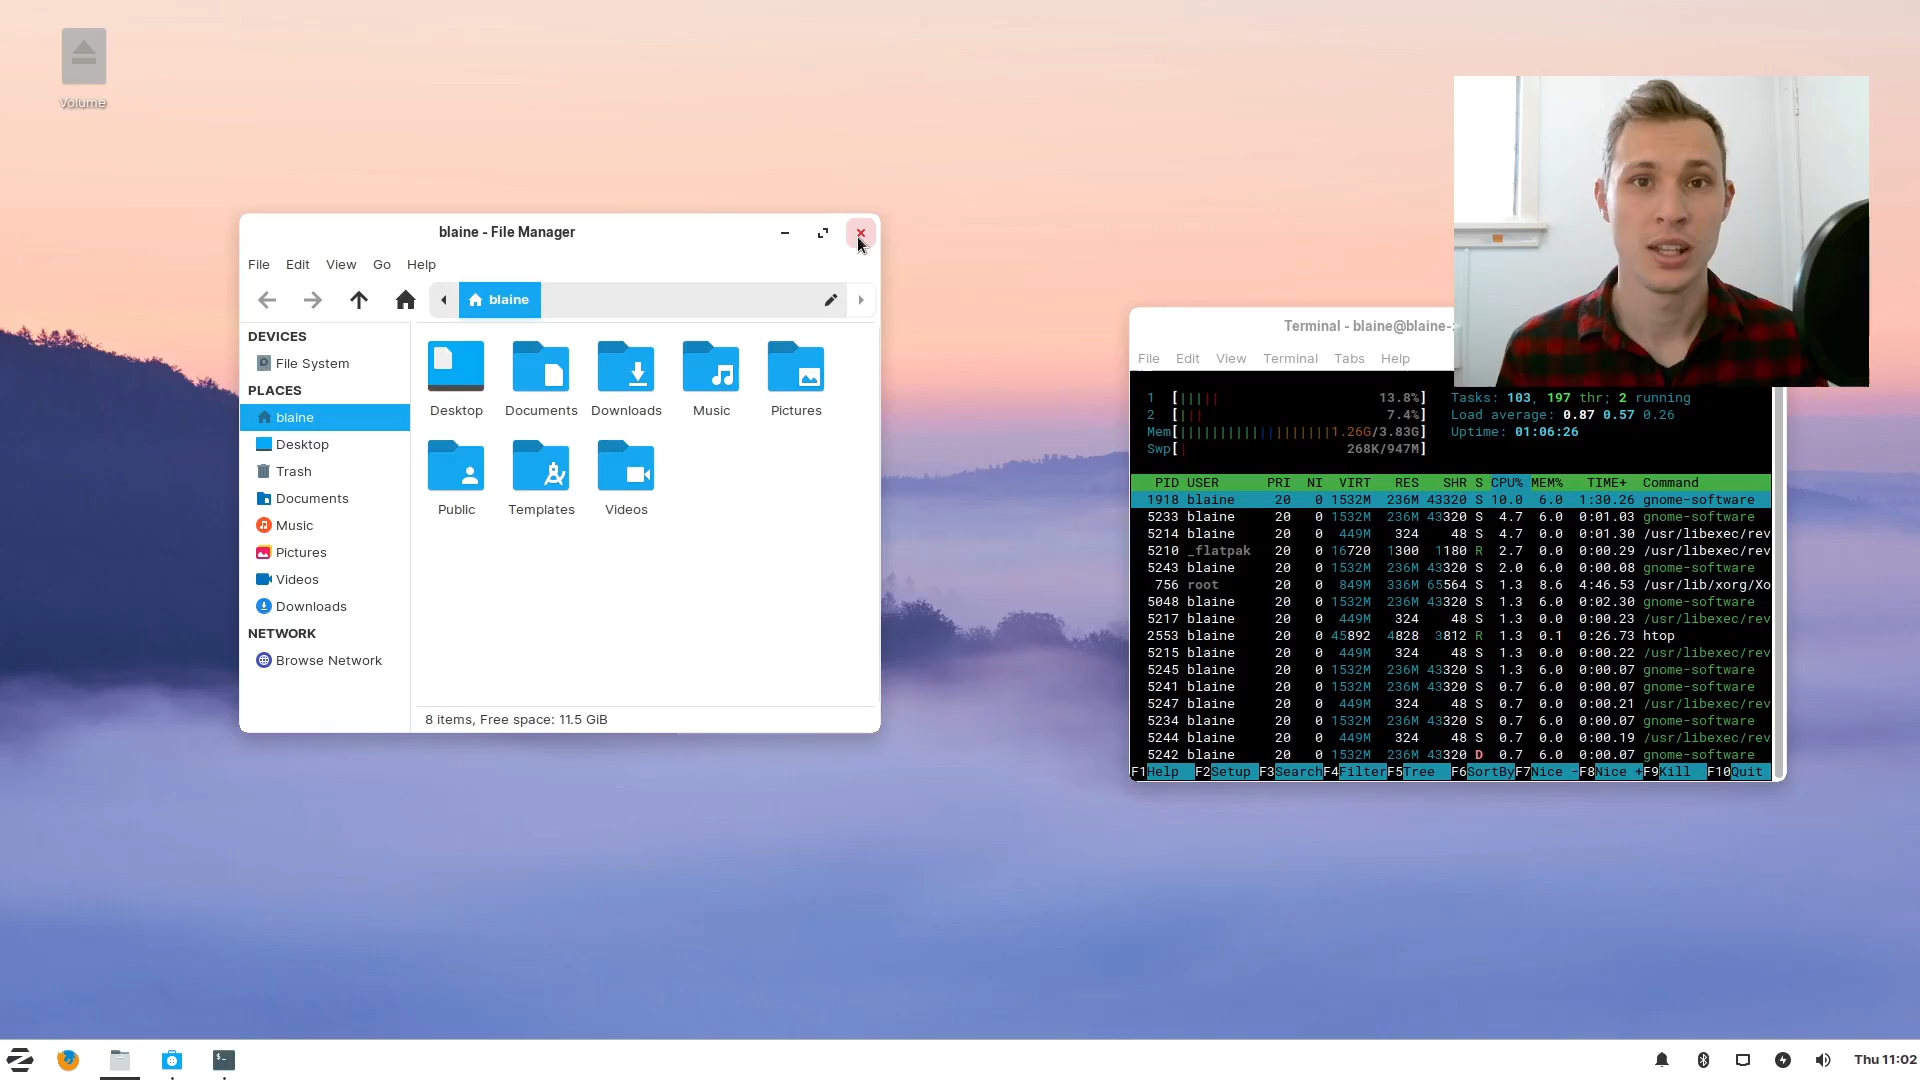 Volume
blaine - File Manager
File Edit View Go Help
blaine
DEVICES
File System
PLACES
blaine
Desktop
Trash
Documents
Music
Pictures
Videos
Downloads
NETWORK
Browse Network
Desktop Documents Downloads Music Pictures
Public Templates Videos
8 items, Free space: 11.5 GiB
Terminal - blaine@blaine-
File Edit View Terminal Tabs Help
1 [||||| 13.8%] Tasks: 103, 197 thr; 2 running
2 [||| 7.4%] Load average: 0.87 0.57 0.26
Mem[|||||||||||||||||||1.26G/3.83G] Uptime: 01:06:26
Swp[| 268K/947M]
PID USER PRI NI VIRT RES SHR S CPU% MEM% TIME+ Command
1918 blaine 20 0 1532M 236M 43320 S 10.0 6.0 1:30.26 gnome-software
5233 blaine 20 0 1532M 236M 43320 S 4.7 6.0 0:01.03 gnome-software
5214 blaine 20 0 449M 324 48 S 4.7 0.0 0:01.30 /usr/libexec/rev
5210 _flatpak 20 0 16720 1300 1180 R 2.7 0.0 0:00.29 /usr/libexec/rev
5243 blaine 20 0 1532M 236M 43320 S 2.0 6.0 0:00.08 gnome-software
756 root 20 0 849M 336M 65564 S 1.3 8.6 4:46.53 /usr/lib/xorg/Xo
5048 blaine 20 0 1532M 236M 43320 S 1.3 6.0 0:02.30 gnome-software
5217 blaine 20 0 449M 324 48 S 1.3 0.0 0:00.23 /usr/libexec/rev
2553 blaine 20 0 45892 4828 3812 R 1.3 0.1 0:26.73 htop
5215 blaine 20 0 449M 324 48 S 1.3 0.0 0:00.22 /usr/libexec/rev
5245 blaine 20 0 1532M 236M 43320 S 1.3 6.0 0:00.07 gnome-software
5241 blaine 20 0 1532M 236M 43320 S 0.7 6.0 0:00.07 gnome-software
5247 blaine 20 0 449M 324 48 S 0.7 0.0 0:00.21 /usr/libexec/rev
5234 blaine 20 0 1532M 236M 43320 S 0.7 6.0 0:00.07 gnome-software
5244 blaine 20 0 449M 324 48 S 0.7 0.0 0:00.19 /usr/libexec/rev
5242 blaine 20 0 1532M 236M 43320 D 0.7 6.0 0:00.07 gnome-software
F1Help F2Setup F3SearchF4FilterF5Tree F6SortByF7Nice -F8Nice +F9Kill F10Quit
Thu 11:02